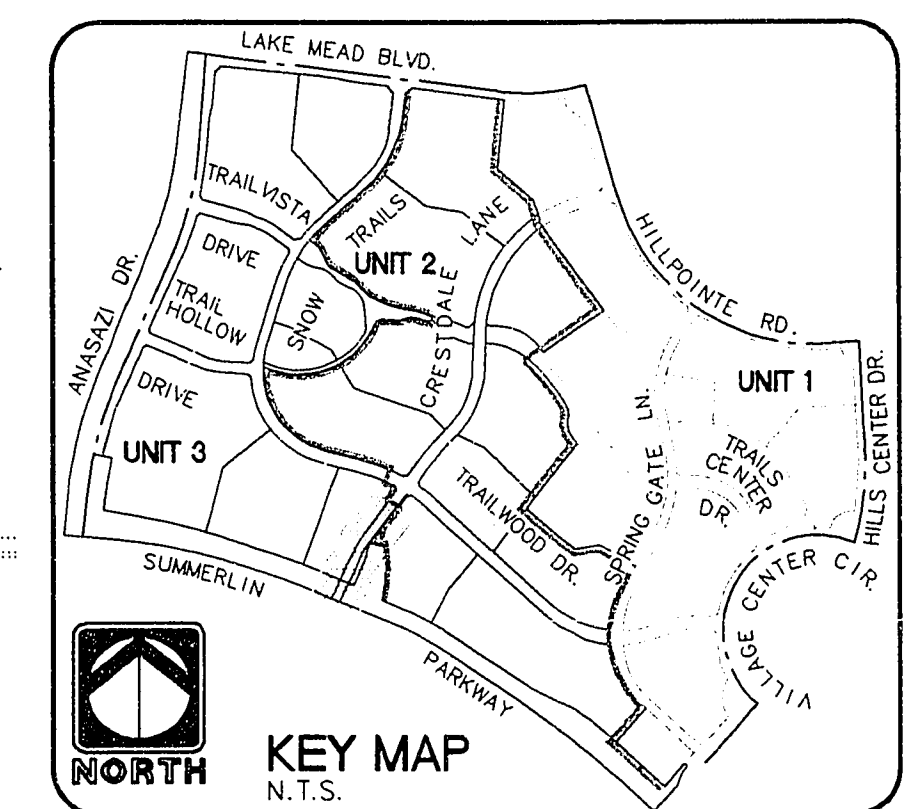 LAKE MEAD BLVD.
TRAIL VISTA
DRIVE
TRAILS
LANE
UNIT 2
HILLPOINTE RD.
ANASAZI DR.
TRAIL
HOLLOW
DRIVE
SNOW
CRESTDALE
UNIT 1
UNIT 3
SPRING GATE LN.
TRAILS
CENTER
DR.
HILLS CENTER DR.
TRAILWOOD DR.
VILLAGE CENTER CIR.
SUMMERLIN
PARKWAY
NORTH
KEY MAP
N.T.S.